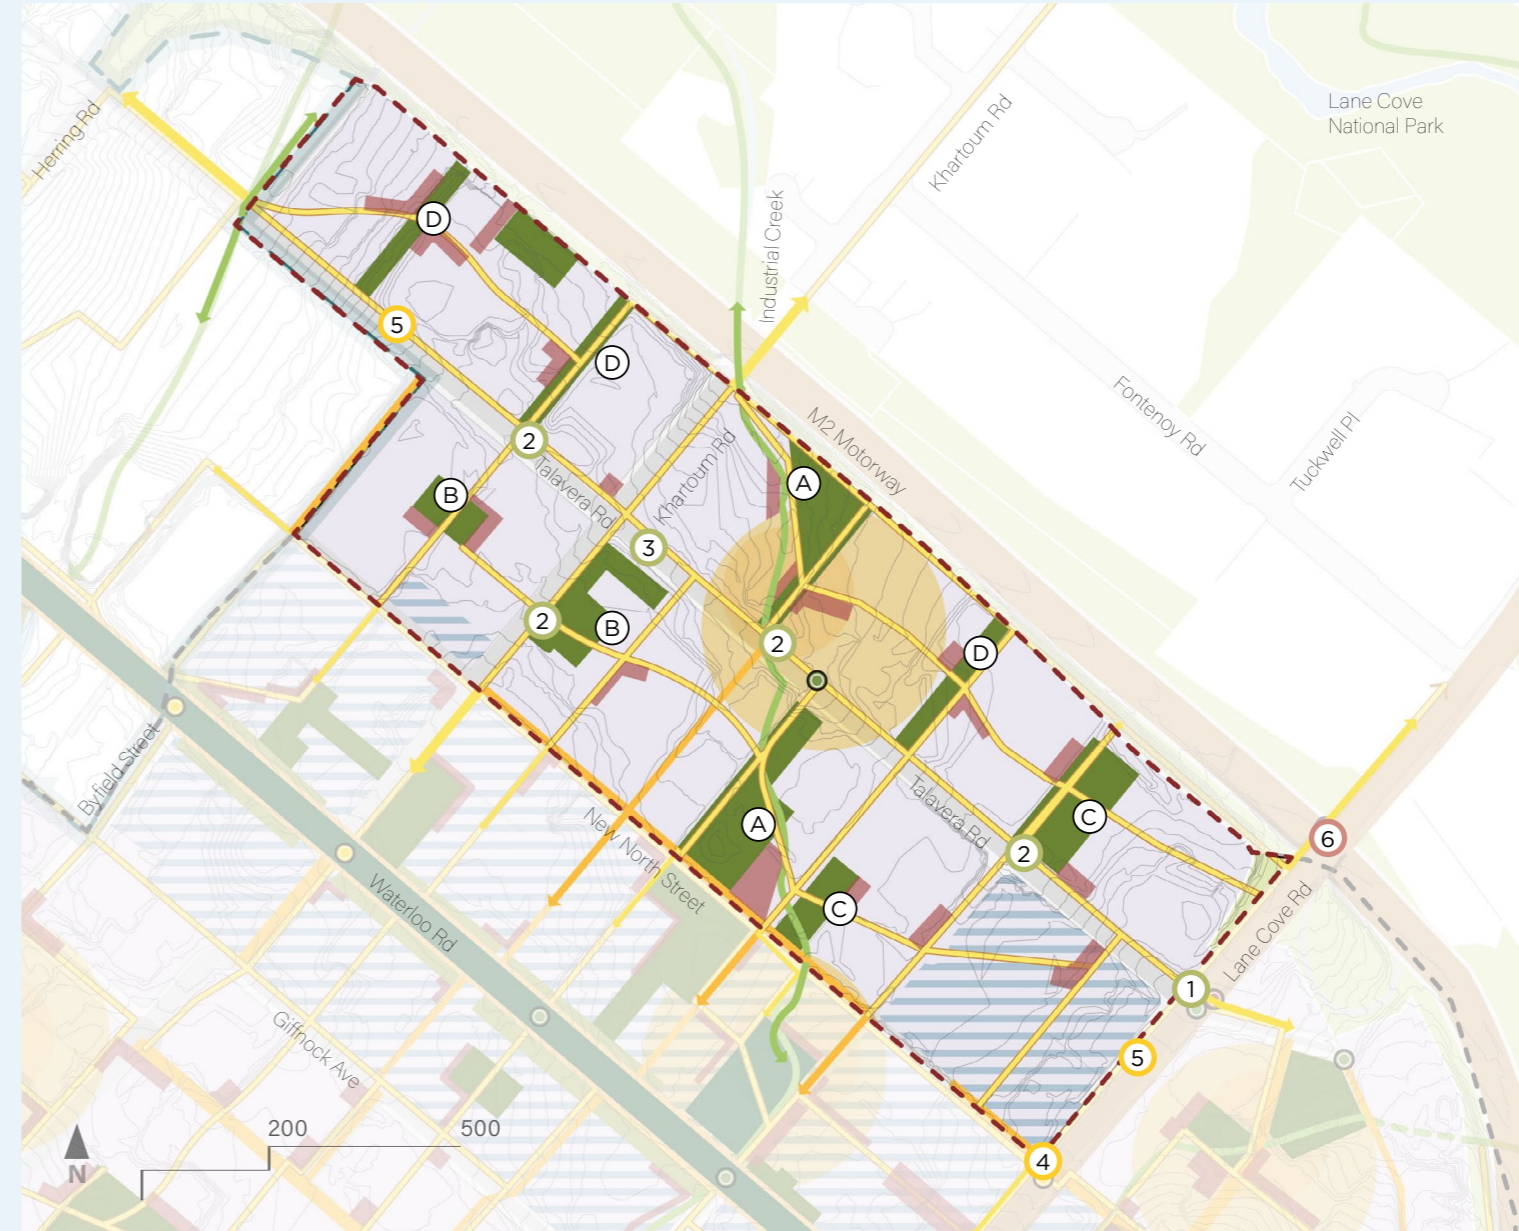 Lane Cove
National Park
Herring Rd
Khartoum Rd
Industrial Creek
D
5
D
M2 Motorway
Fontenoy Rd
Tuckwell Pl
2
Talavera Rd
Khartoum Rd
A
B
3
2
B
2
D
Byfield Street
New North Street
A
Talavera Rd
C
2
6
Waterloo Rd
C
Lane Cove Rd
1
5
Giffnock Ave
4
N
200
500